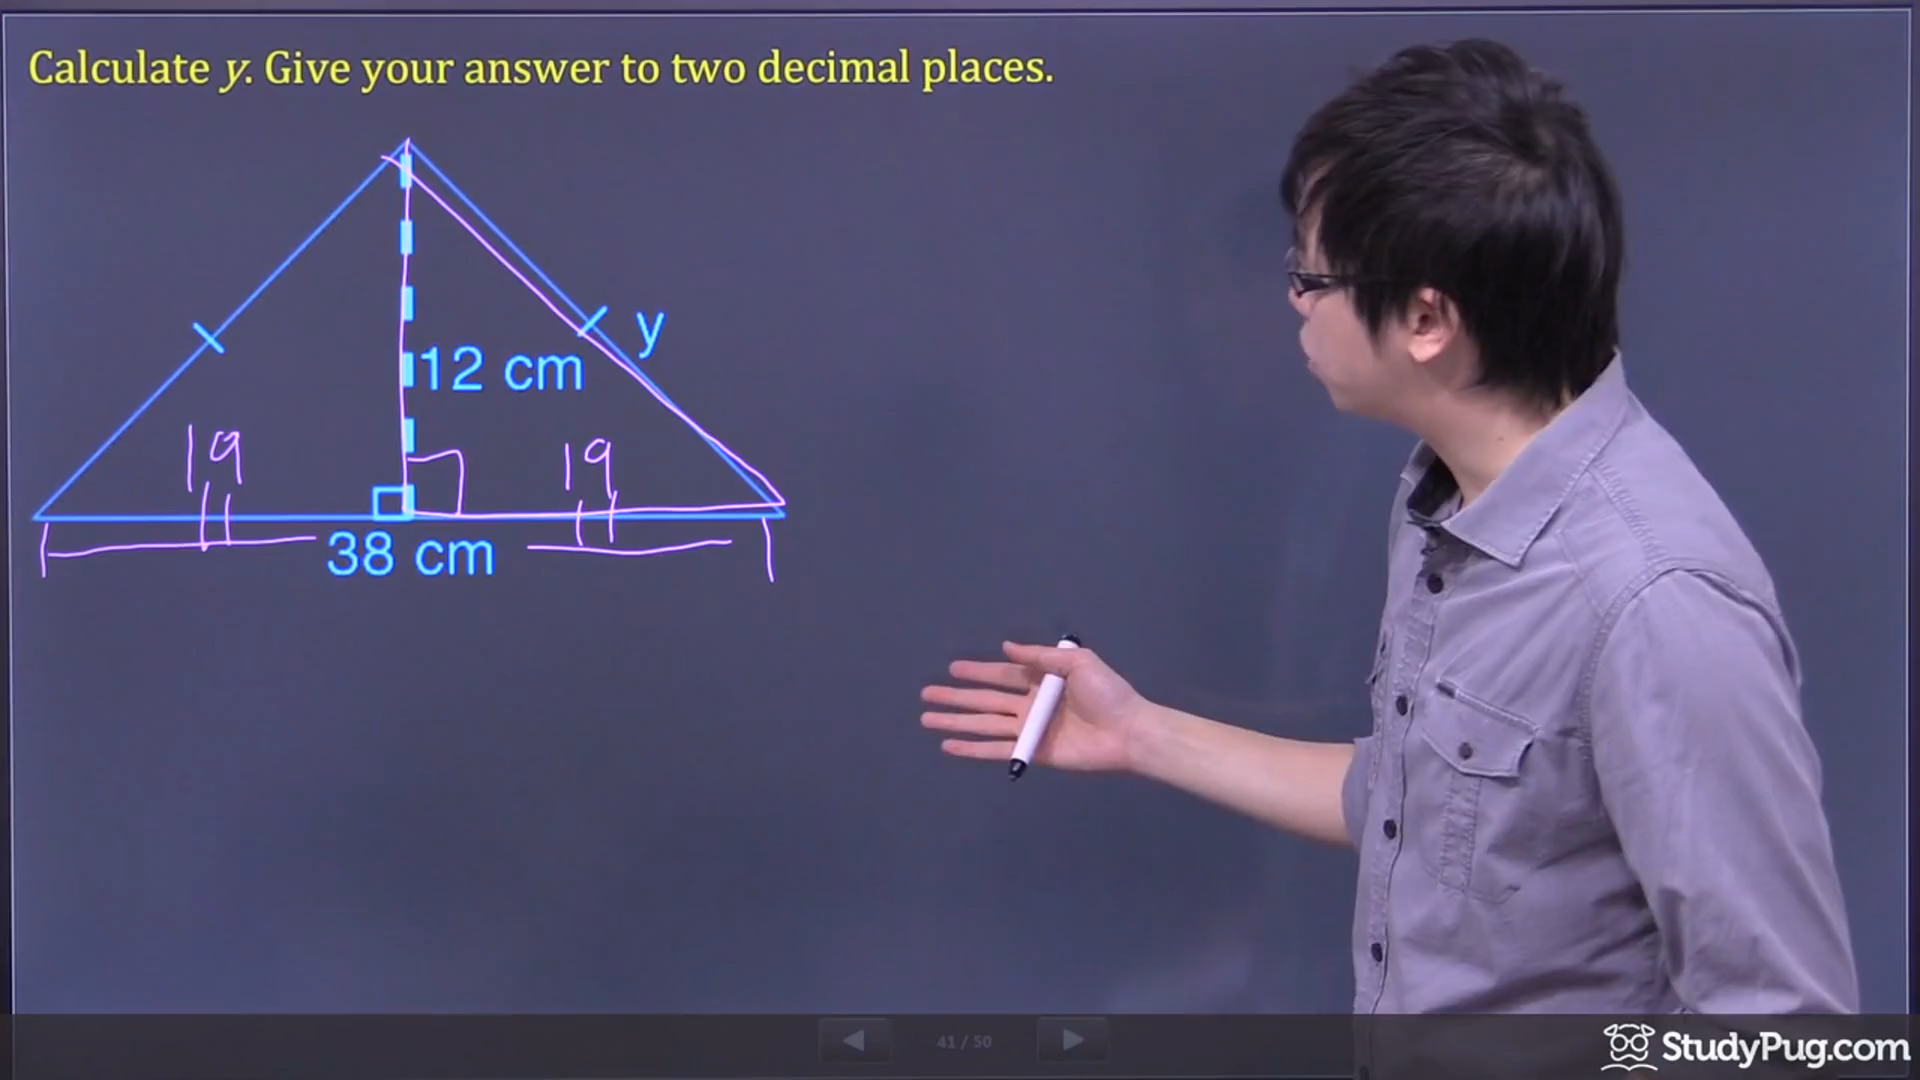 Calculate y. Give your answer to two decimal places.
y
12 cm
19
19
38 cm
41 / 50
StudyPug.com